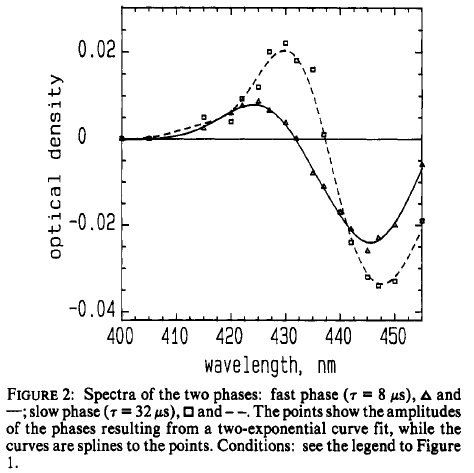 0.02
0
-0.02
-0.04
optical density
400 410 420 430 440 450
wavelength, nm
FIGURE 2: Spectra of the two phases: fast phase (τ = 8 μs), Δ and
—; slow phase (τ = 32 μs), □ and - - -. The points show the amplitudes
of the phases resulting from a two-exponential curve fit, while the
curves are splines to the points. Conditions: see the legend to Figure
1.